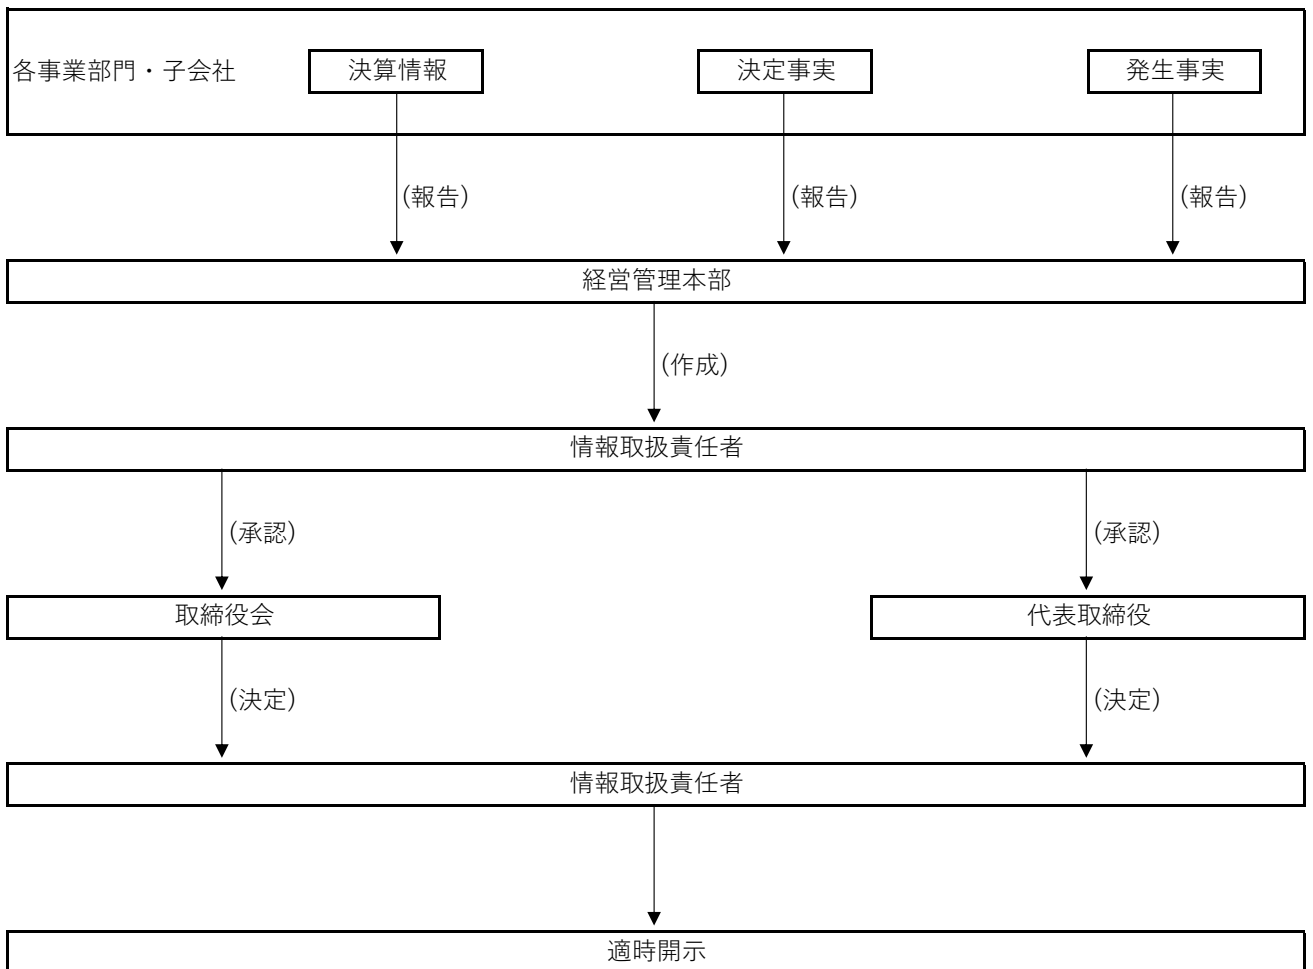 各事業部門・子会社
決算情報
決定事実
発生事実
(報告)
(報告)
(報告)
経営管理本部
(作成)
情報取扱責任者
(承認)
(承認)
取締役会
代表取締役
(決定)
(決定)
情報取扱責任者
適時開示